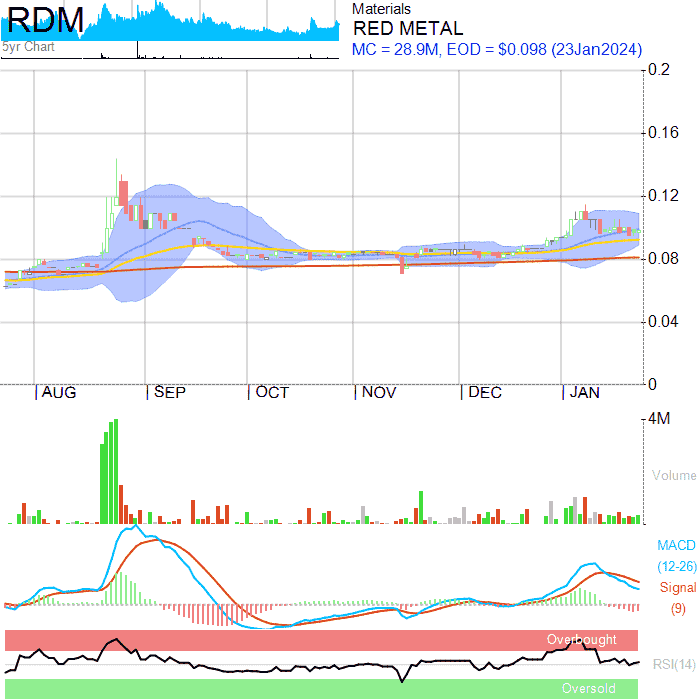 RDM
5yr Chart
Materials
RED METAL
MC = 28.9M, EOD = $0.098 (23Jan2024)
0.2
0.16
0.12
0.08
0.04
0
AUG SEP OCT NOV DEC JAN
4M
Volume
MACD
(12-26)
Signal
(9)
Overbought
RSI(14)
Oversold